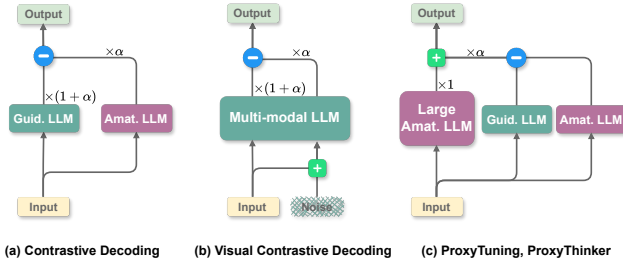 Output
Output
Output
−
×α
−
×α
+
×α
−
×(1+α)
×(1+α)
×1
Guid. LLM
Amat. LLM
Multi-modal LLM
Large
Amat. LLM
Guid. LLM
Amat. LLM
+
Input
Input
Noise
Input
(a) Contrastive Decoding
(b) Visual Contrastive Decoding
(c) ProxyTuning, ProxyThinker